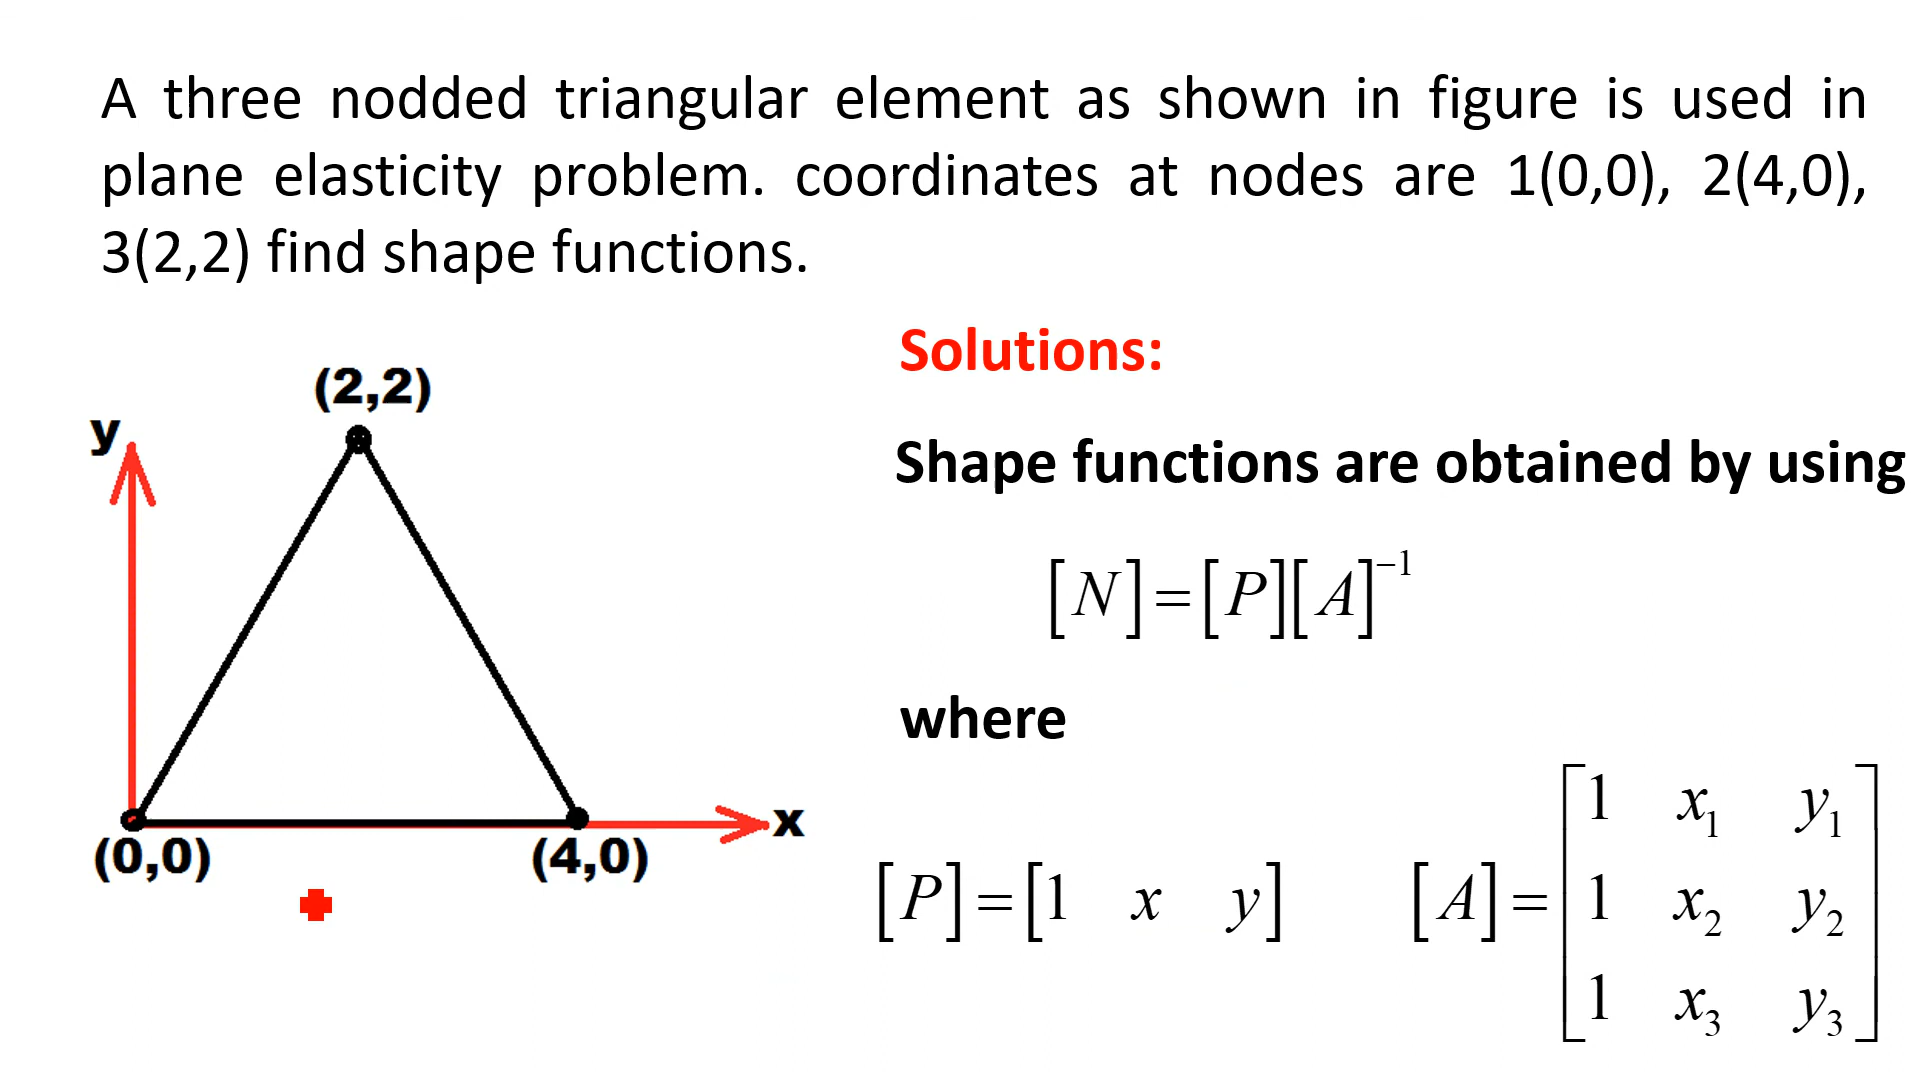 A three nodded triangular element as shown in figure is used in
plane elasticity problem. coordinates at nodes are 1(0,0), 2(4,0),
3(2,2) find shape functions.
Solutions:
(2,2)
y
Shape functions are obtained by using
[N]=[P][A]⁻¹
where
x
(0,0) (4,0)
[P]=[1 x y] [A]=
[1 x₁ y₁
1 x₂ y₂
1 x₃ y₃]